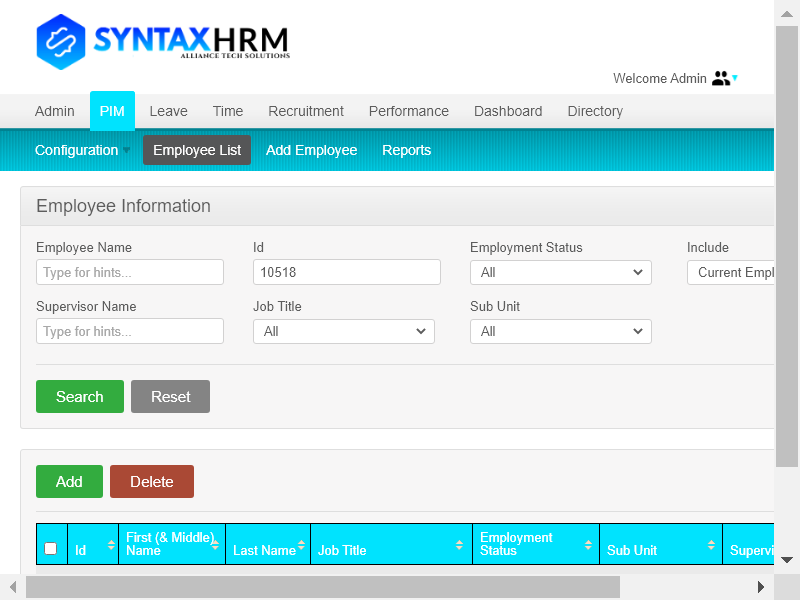 SYNTAXHRM
ALLIANCE TECH SOLUTIONS
Welcome Admin
Admin PIM Leave Time Recruitment Performance Dashboard Directory
Configuration Employee List Add Employee Reports
Employee Information
Employee Name Id Employment Status Include
Type for hints... 10518 All Current Empl
Supervisor Name Job Title Sub Unit
Type for hints... All All
Search Reset
Add Delete
Id First (& Middle) Name Last Name Job Title Employment Status Sub Unit Supervi